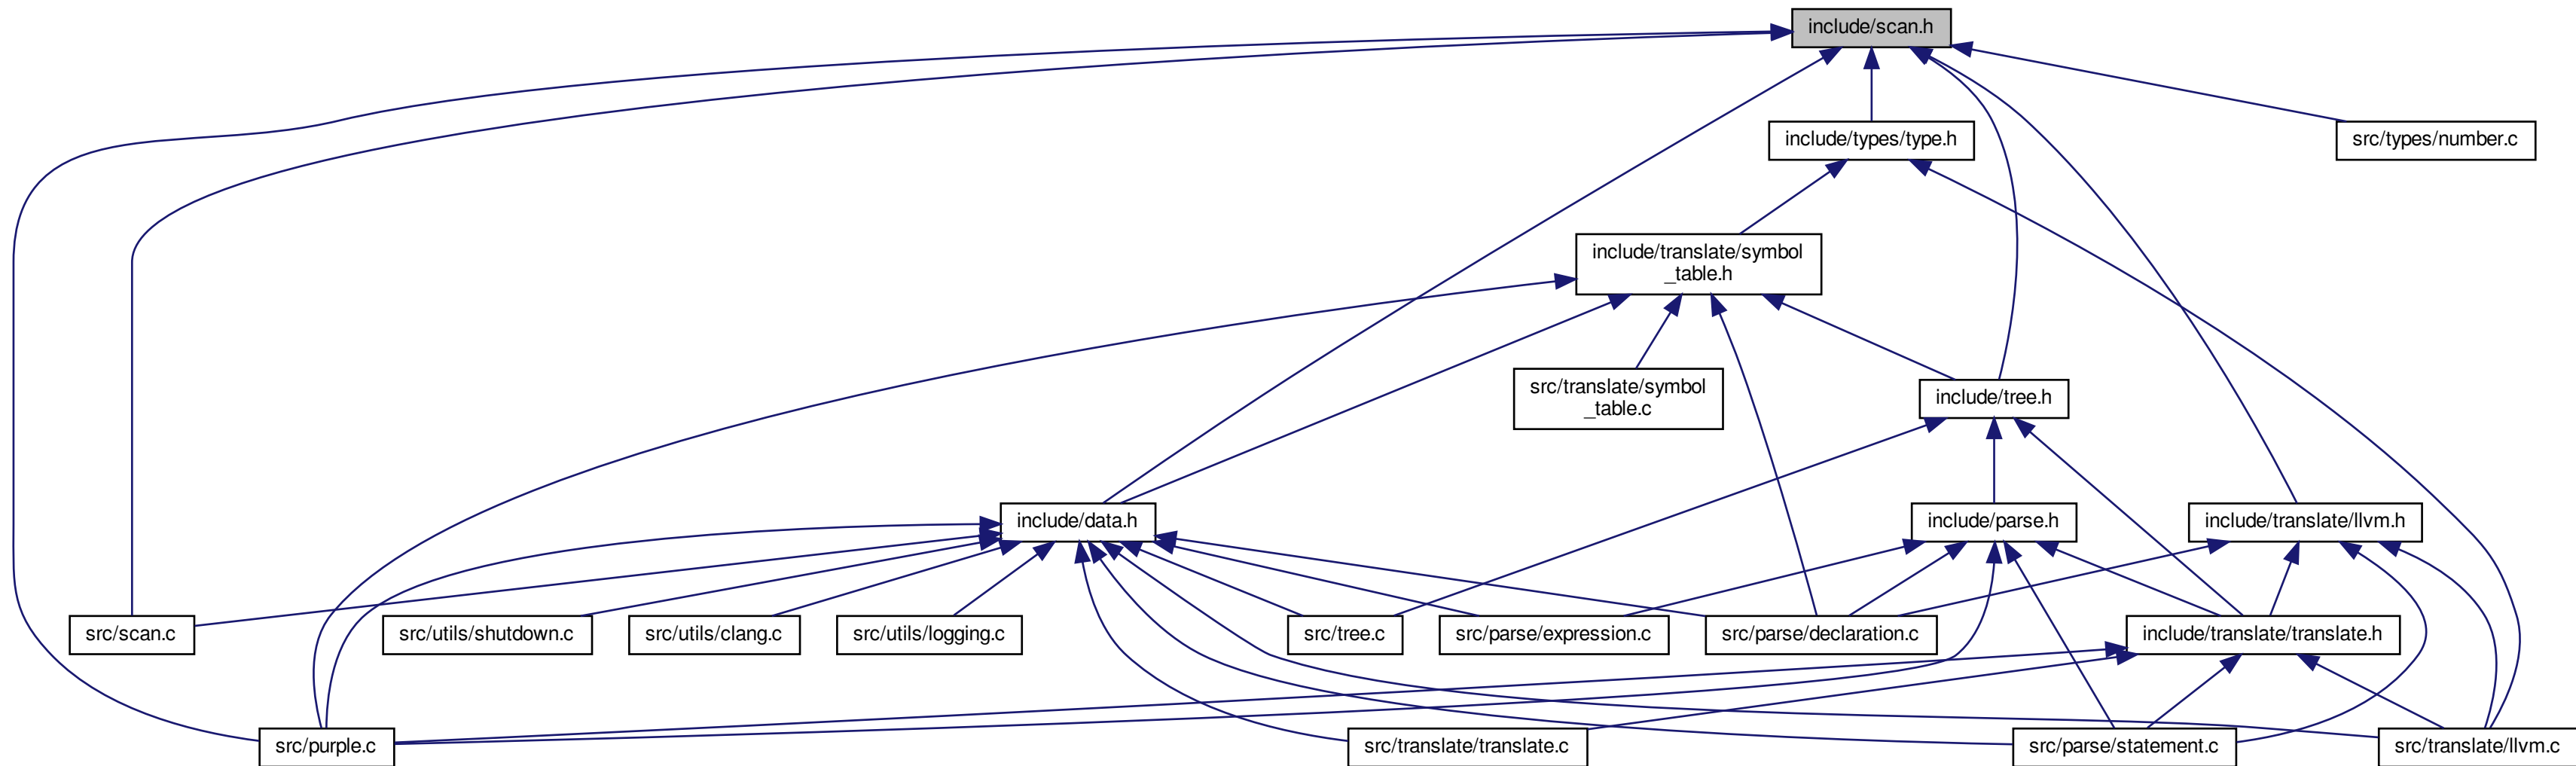 include/scan.h
include/types/type.h
src/types/number.c
include/translate/symbol
_table.h
src/translate/symbol
_table.c
include/tree.h
include/data.h
include/parse.h
include/translate/llvm.h
src/scan.c
src/utils/shutdown.c
src/utils/clang.c
src/utils/logging.c
src/tree.c
src/parse/expression.c
src/parse/declaration.c
include/translate/translate.h
src/purple.c
src/translate/translate.c
src/parse/statement.c
src/translate/llvm.c